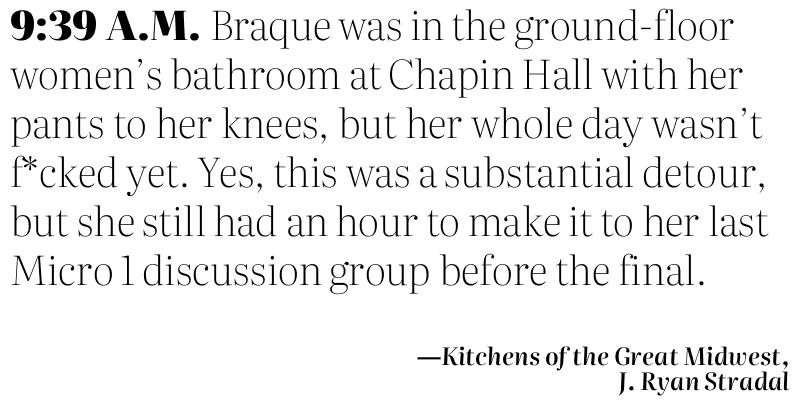 9:39 A.M. Braque was in the ground-floor
women’s bathroom at Chapin Hall with her
pants to her knees, but her whole day wasn’t
f*cked yet. Yes, this was a substantial detour,
but she still had an hour to make it to her last
Micro 1 discussion group before the final.
—Kitchens of the Great Midwest,
J. Ryan Stradal